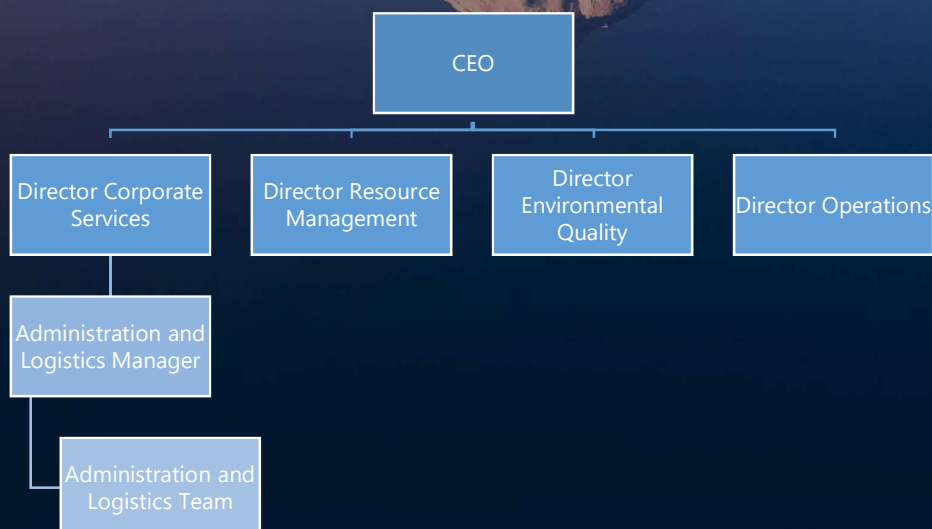 CEO
Director Corporate
Services
Director Resource
Management
Director
Environmental
Quality
Director Operations
Administration and
Logistics Manager
Administration and
Logistics Team